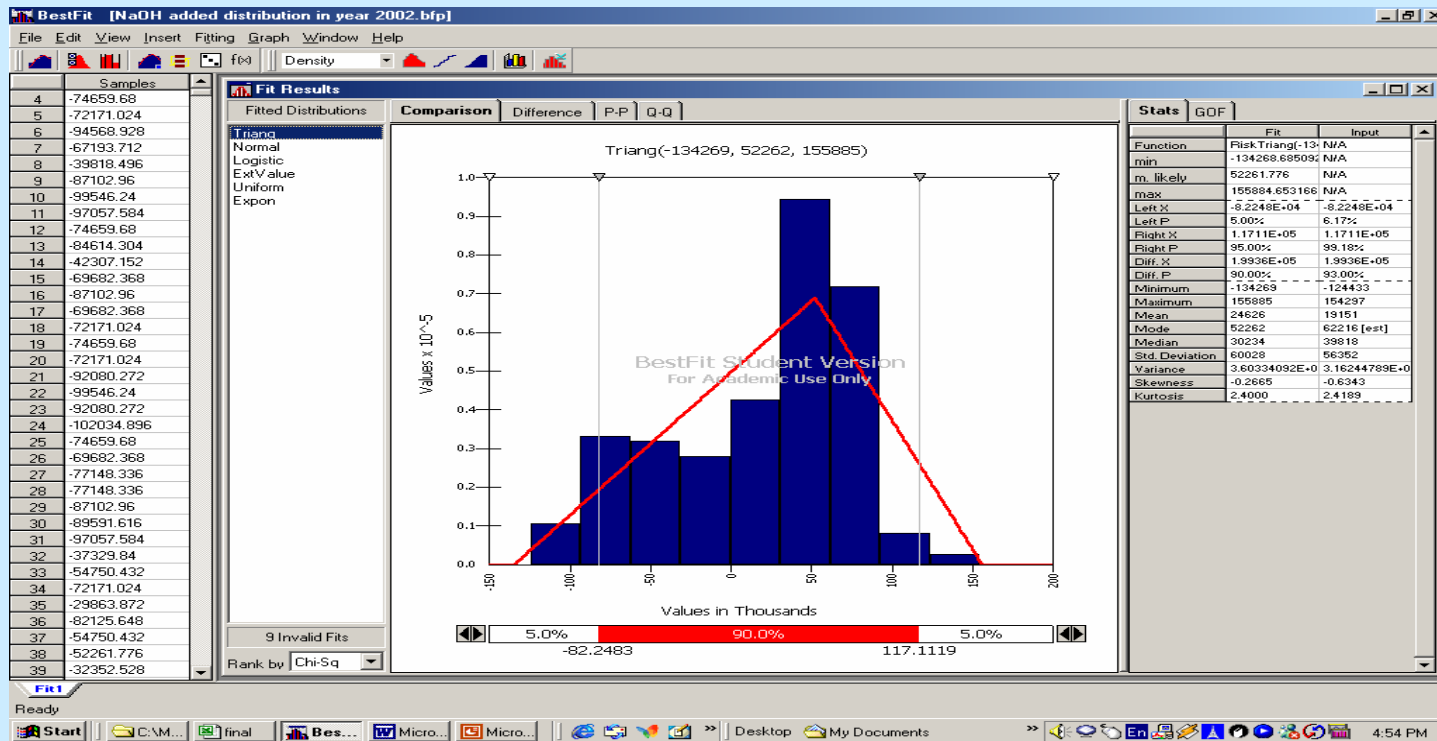 BestFit [NaOH added distribution in year 2002.bfp]
File Edit View Insert Fitting Graph Window Help
f(x) Density
Samples
4 -74659.68
5 -72171.024
6 -94568.928
7 -67193.712
8 -39818.496
9 -87102.96
10 -99546.24
11 -97057.584
12 -74659.68
13 -84614.304
14 -42307.152
15 -69682.368
16 -87102.96
17 -69682.368
18 -72171.024
19 -74659.68
20 -72171.024
21 -92080.272
22 -99546.24
23 -92080.272
24 -102034.896
25 -74659.68
26 -69682.368
27 -77148.336
28 -77148.336
29 -87102.96
30 -89591.616
31 -97057.584
32 -37329.84
33 -54750.432
34 -72171.024
35 -29863.872
36 -82125.648
37 -54750.432
38 -52261.776
39 -32352.528
Fit Results
Fitted Distributions
Triang
Normal
Logistic
ExtValue
Uniform
Expon
9 Invalid Fits
Rank by Chi-Sq
Comparison Difference P-P Q-Q
Triang(-134269, 52262, 155885)
Values x 10^-5
1.0
0.9
0.8
0.7
0.6
0.5
0.4
0.3
0.2
0.1
0.0
-150 -100 -50 0 50 100 150 200
BestFit Student Version
For Academic Use Only
Values in Thousands
5.0% 90.0% 5.0%
-82.2483 117.1119
Stats GOF
Fit Input
Function RiskTriang(-13 N/A
min -134268.685092 N/A
m. likely 52261.776 N/A
max 155884.653166 N/A
Left X -8.2248E+04 -8.2248E+04
Left P 5.00% 6.17%
Right X 1.1711E+05 1.1711E+05
Right P 95.00% 99.18%
Diff. X 1.9936E+05 1.9936E+05
Diff. P 90.00% 93.00%
Minimum -134269 -124433
Maximum 155885 154297
Mean 24626 19151
Mode 52262 62216 [est]
Median 30234 39818
Std. Deviation 60028 56352
Variance 3.60334092E+0 3.16244789E+0
Skewness -0.2665 -0.6343
Kurtosis 2.4000 2.4189
Fit1
Ready
Start C:\M... final Bes... Micro... Micro... » Desktop My Documents » En 4:54 PM